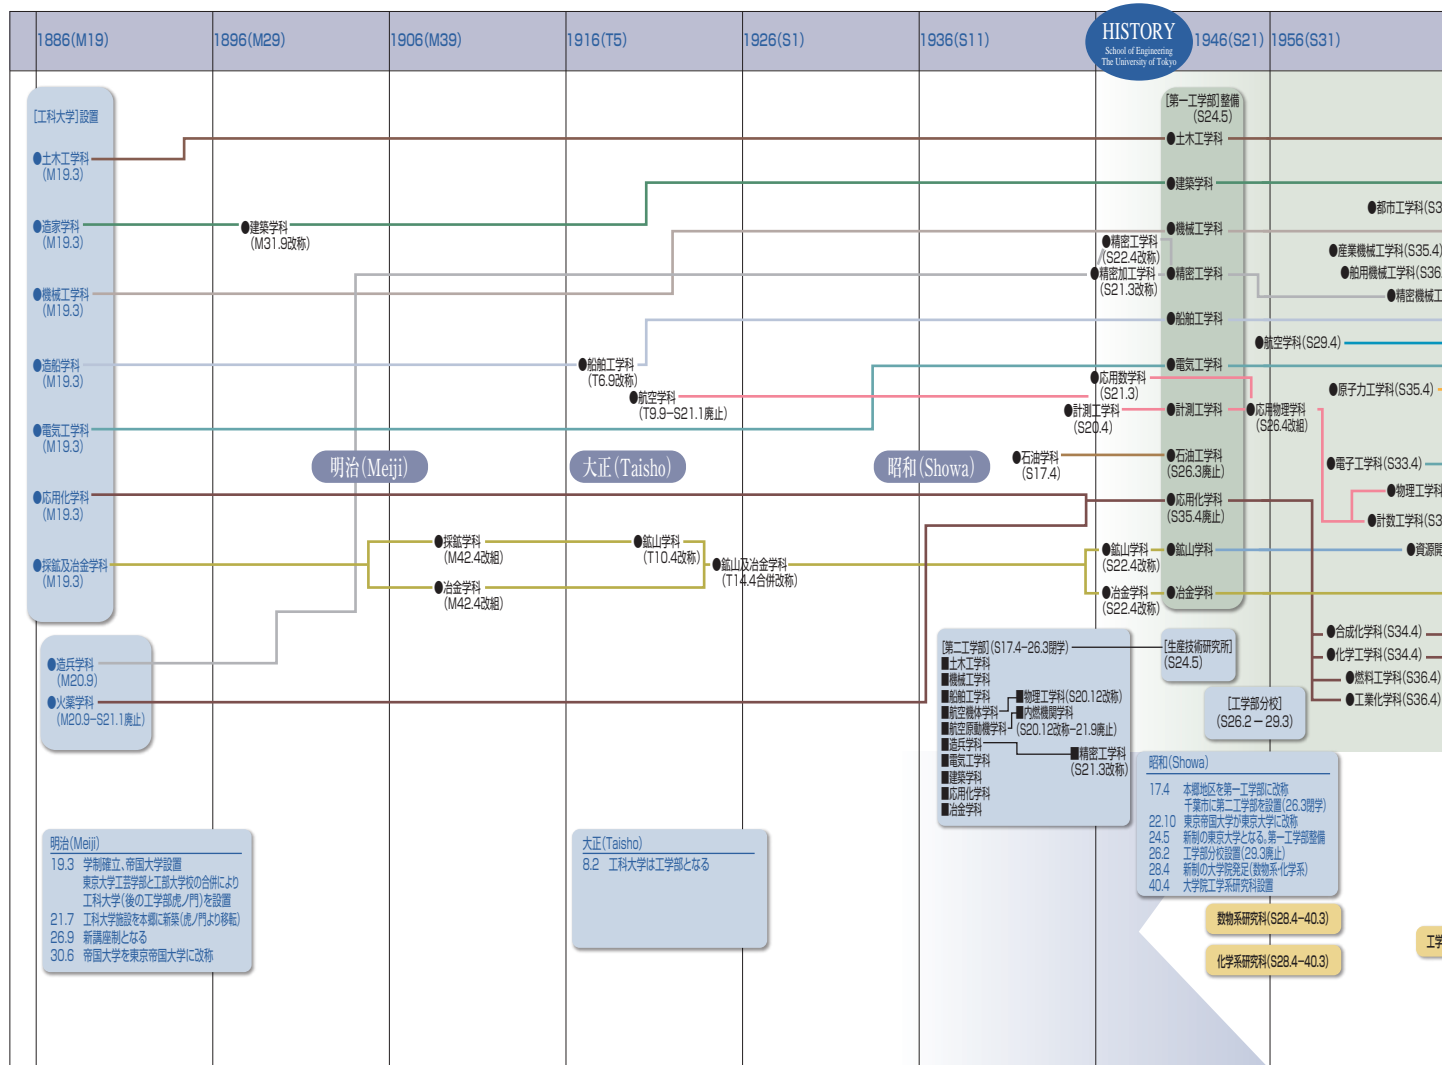 1886(M19)
1896(M29)
1906(M39)
1916(T5)
1926(S1)
1936(S11)
HISTORY
School of Engineering
The University of Tokyo
1946(S21)
1956(S31)
[工科大学]設置
●土木工学科
(M19.3)
●造家学科
(M19.3)
●機械工学科
(M19.3)
●造船学科
(M19.3)
●電気工学科
(M19.3)
●応用化学科
(M19.3)
●採鉱及冶金学科
(M19.3)
●造兵学科
(M20.9)
●火薬学科
(M20.9−S21.1廃止)
●建築学科
(M31.9改称)
明治(Meiji)
●採鉱学科
(M42.4改組)
●冶金学科
(M42.4改組)
●船舶工学科
(T6.9改称)
●航空学科
(T9.9−S21.1廃止)
大正(Taisho)
●鉱山学科
(T10.4改称)
●鉱山及冶金学科
(T14.4合併改称)
昭和(Showa)
●石油学科
(S17.4)
●精密工学科
(S22.4改称)
●精密加工学科
(S21.3改称)
●応用数学科
(S21.3)
●計測工学科
(S20.4)
●鉱山学科
(S22.4改称)
●冶金学科
(S22.4改称)
[第一工学部]整備
(S24.5)
●土木工学科
●建築学科
●機械工学科
●精密工学科
●船舶工学科
●電気工学科
●計測工学科
●石油工学科
(S26.3廃止)
●応用化学科
(S35.4廃止)
●鉱山学科
●冶金学科
●応用物理学科
(S26.4改組)
●都市工学科(S3
●産業機械工学科(S35.4)
●舶用機械工学科(S36.
●精密機械工
●航空学科(S29.4)
●原子力工学科(S35.4)
●電子工学科(S33.4)
●物理工学科
●計数工学科(S3
●資源開
●合成化学科(S34.4)
●化学工学科(S34.4)
●燃料工学科(S36.4)
●工業化学科(S36.4)
[第二工学部](S17.4−26.3閉学)
■土木工学科
■機械工学科
■船舶工学科
■航空機体学科
■物理工学科(S20.12改称)
■航空原動機学科
■内燃機関学科
(S20.12改称−21.9廃止)
■造兵学科
■精密工学科
(S21.3改称)
■電気工学科
■建築学科
■応用化学科
■冶金学科
[生産技術研究所]
(S24.5)
[工学部分校]
(S26.2−29.3)
明治(Meiji)
19.3 学制確立、帝国大学設置
東京大学工芸学部と工部大学校の合併により
工科大学(後の工学部虎ノ門)を設置
21.7 工科大学施設を本郷に新築(虎ノ門より移転)
26.9 新講座制となる
30.6 帝国大学を東京帝国大学に改称
大正(Taisho)
8.2 工科大学は工学部となる
昭和(Showa)
17.4 本郷地区を第一工学部に改称
千葉市に第二工学部を設置(26.3閉学)
22.10 東京帝国大学が東京大学に改称
24.5 新制の東京大学となる。第一工学部整備
26.2 工学部分校設置(29.3廃止)
28.4 新制の大学院発足(数物系・化学系)
40.4 大学院工学系研究科設置
数物系研究科(S28.4−40.3)
化学系研究科(S28.4−40.3)
工学